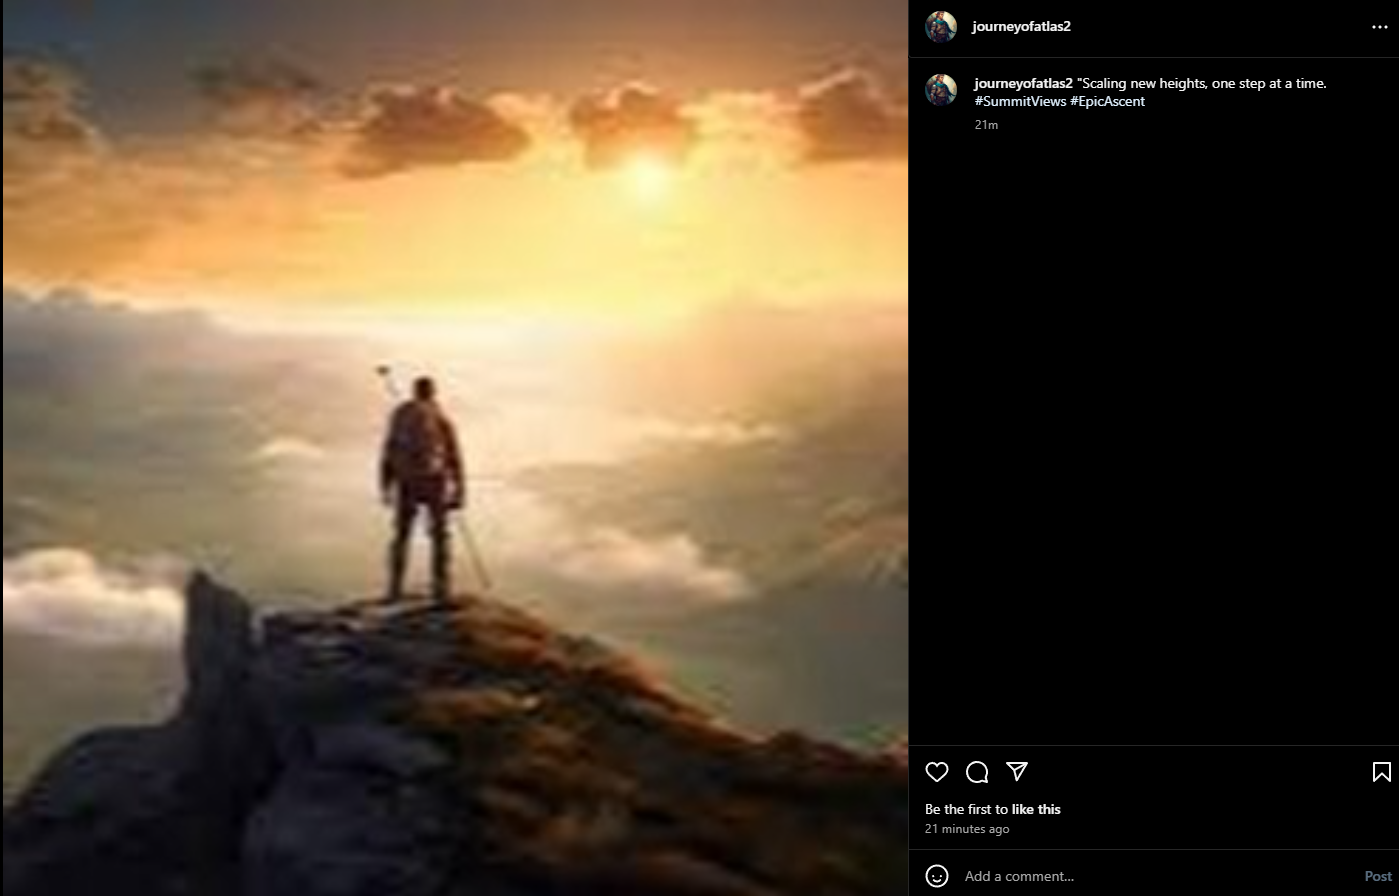 journeyofatlas2
journeyofatlas2 "Scaling new heights, one step at a time.
#SummitViews #EpicAscent
21m
Be the first to like this
21 minutes ago
Add a comment...
Post